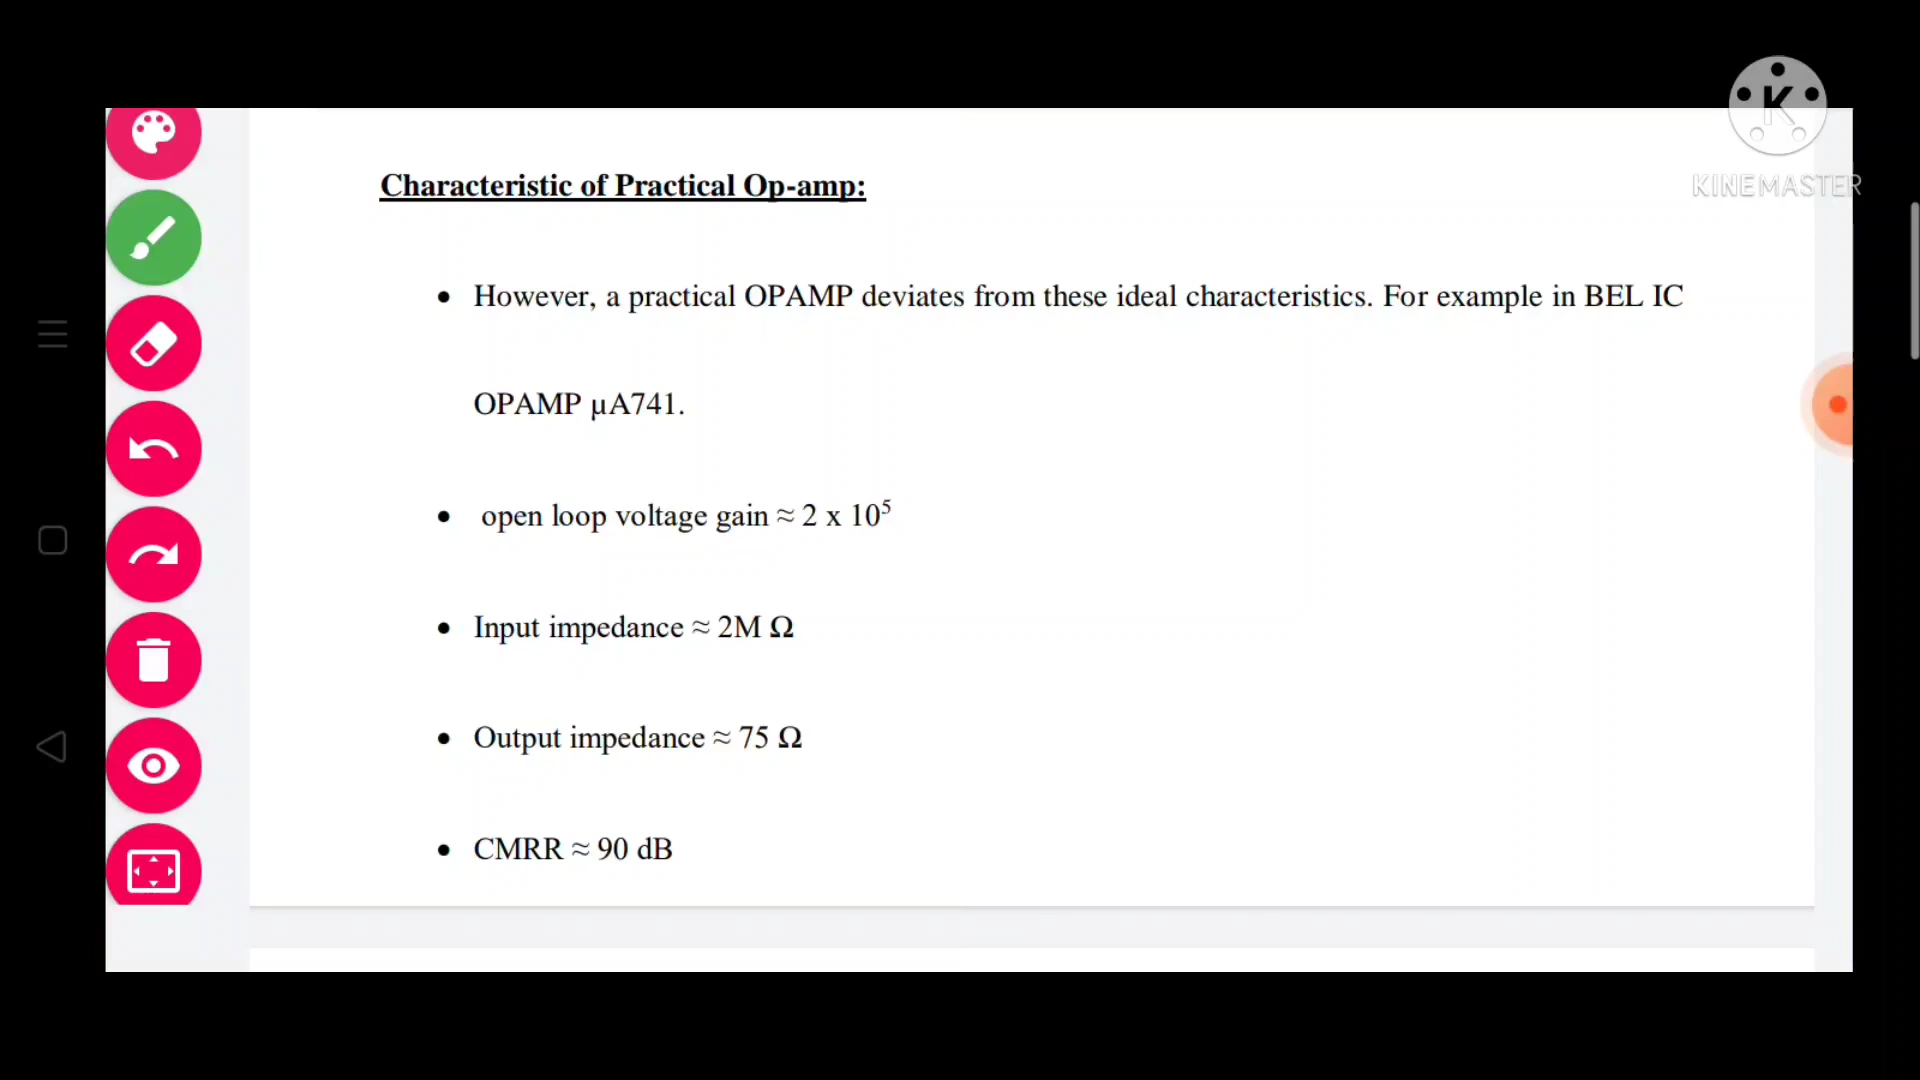 K
KINEMASTER
Characteristic of Practical Op-amp:
• However, a practical OPAMP deviates from these ideal characteristics. For example in BEL IC
OPAMP µA741.
• open loop voltage gain ≈ 2 x 10⁵
• Input impedance ≈ 2M Ω
• Output impedance ≈ 75 Ω
• CMRR ≈ 90 dB